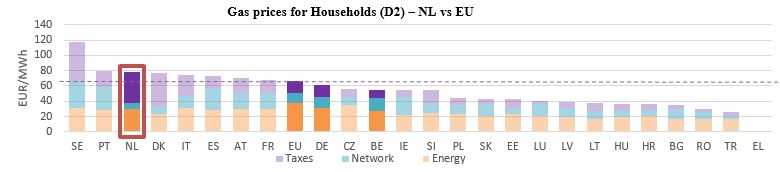 Gas prices for Households (D2) – NL vs EU
EUR/MWh
140
120
100
80
60
40
20
0
SE PT NL DK IT ES AT FR EU DE CZ BE IE SI PL SK EE LU LV LT HU HR BG RO TR EL
Taxes Network Energy